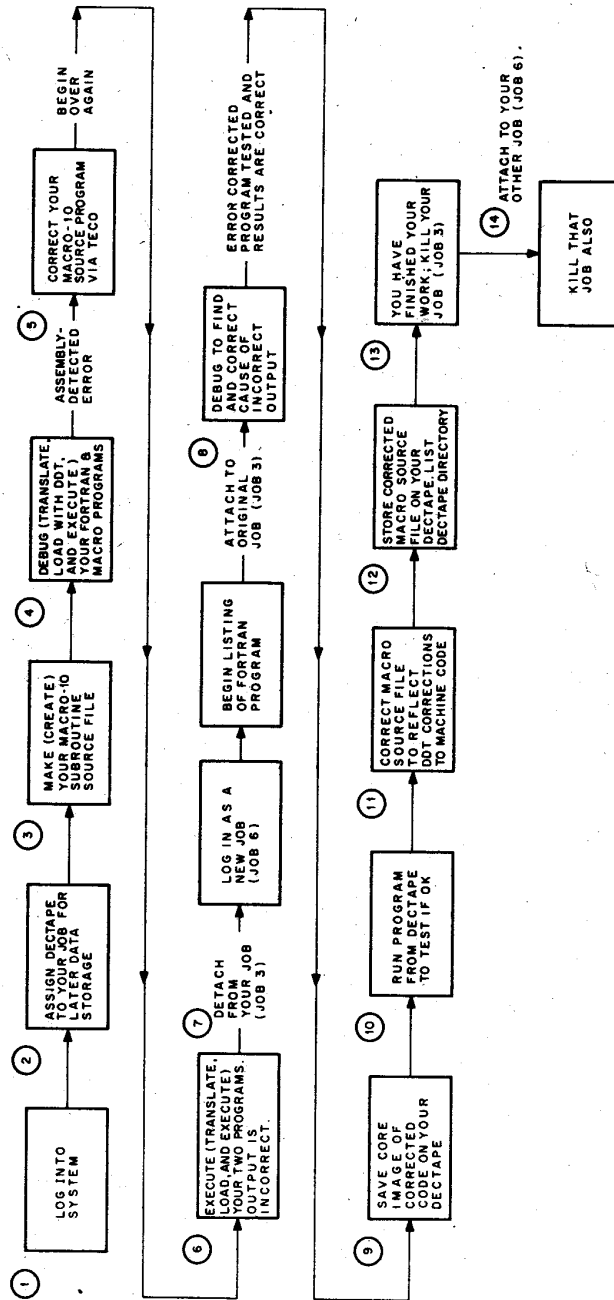 1
LOG INTO
SYSTEM
2
ASSIGN DECTAPE
TO YOUR JOB FOR
LATER DATA
STORAGE
3
MAKE (CREATE)
YOUR MACRO-10
SUBROUTINE
SOURCE FILE
4
DEBUG (TRANSLATE,
LOAD WITH DDT,
AND EXECUTE)
YOUR FORTRAN &
MACRO PROGRAMS
ASSEMBLY-
DETECTED
ERROR
5
CORRECT YOUR
MACRO-10
SOURCE PROGRAM
VIA TECO
BEGIN
OVER
AGAIN
6
EXECUTE (TRANSLATE,
LOAD, AND EXECUTE)
YOUR TWO PROGRAMS.
OUTPUT IS
INCORRECT.
7
DETACH
FROM
YOUR JOB
(JOB 3)
LOG IN AS A
NEW JOB
(JOB 6)
BEGIN LISTING
OF FORTRAN
PROGRAM
ATTACH TO
ORIGINAL
JOB (JOB 3)
8
DEBUG TO FIND
AND CORRECT
CAUSE OF
INCORRECT
OUTPUT
ERROR CORRECTED
PROGRAM TESTED AND
RESULTS ARE CORRECT
9
SAVE CORE
IMAGE OF
CORRECTED
CODE ON YOUR
DECTAPE
10
RUN PROGRAM
FROM DECTAPE
TO TEST IF OK
11
CORRECT MACRO
SOURCE FILE
TO REFLECT
DDT CORRECTIONS
TO MACHINE CODE
12
STORE CORRECTED
MACRO SOURCE
FILE ON YOUR
DECTAPE, LIST
DECTAPE DIRECTORY
13
YOU HAVE
FINISHED YOUR
WORK; KILL YOUR
JOB (JOB 3)
14
ATTACH TO YOUR
OTHER JOB (JOB 6).
KILL THAT
JOB ALSO